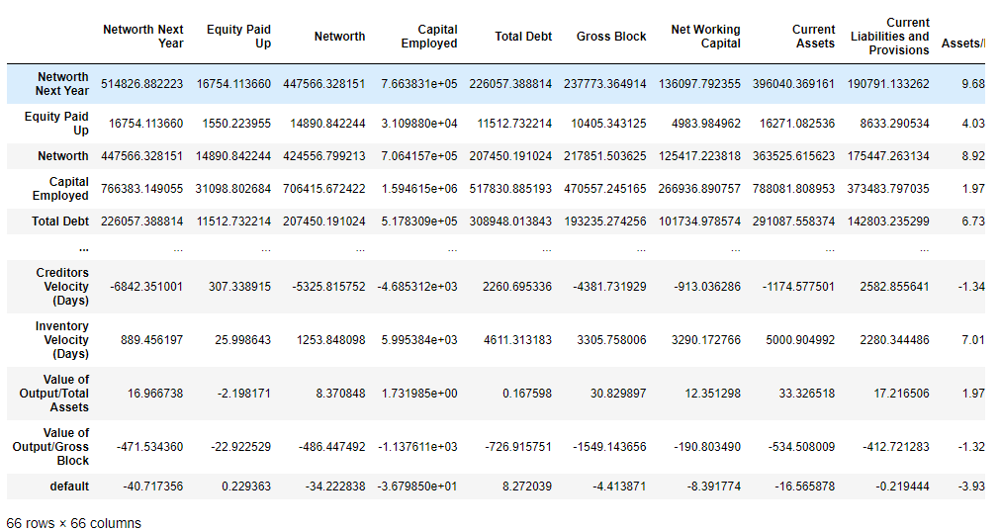 Networth Next Year Equity Paid Up Networth Capital Employed Total Debt Gross Block Net Working Capital Current Assets Current Liabilities and Provisions Assets/
Networth Next Year 514826.882223 16754.113660 447566.328151 7.663831e+05 226057.388814 237773.364914 136097.792355 396040.369161 190791.133262 9.68
Equity Paid Up 16754.113660 1550.223955 14890.842244 3.109880e+04 11512.732214 10405.343125 4983.984962 16271.082536 8633.290534 4.03
Networth 447566.328151 14890.842244 424556.799213 7.064157e+05 207450.191024 217851.503625 125417.223818 363525.615623 175447.263134 8.92
Capital Employed 766383.149055 31098.802684 706415.672422 1.594615e+06 517830.885193 470557.245165 266936.890757 788081.808953 373483.797035 1.97
Total Debt 226057.388814 11512.732214 207450.191024 5.178309e+05 308948.013843 193235.274256 101734.978574 291087.558374 142803.235299 6.73
... ... ... ... ... ... ... ... ... ...
Creditors Velocity (Days) -6842.351001 307.338915 -5325.815752 -4.685312e+03 2260.695336 -4381.731929 -913.036286 -1174.577501 2582.855641 -1.34
Inventory Velocity (Days) 889.456197 25.998643 1253.848098 5.995384e+03 4611.313183 3305.758006 3290.172766 5000.904992 2280.344486 7.01
Value of Output/Total Assets 16.966738 -2.198171 8.370848 1.731985e+00 0.167598 30.829897 12.351298 33.326518 17.216506 1.97
Value of Output/Gross Block -471.534360 -22.922529 -486.447492 -1.137611e+03 -726.915751 -1549.143656 -190.803490 -534.508009 -412.721283 -1.32
default -40.717356 0.229363 -34.222838 -3.679850e+01 8.272039 -4.413871 -8.391774 -16.565878 -0.219444 -3.93
66 rows × 66 columns